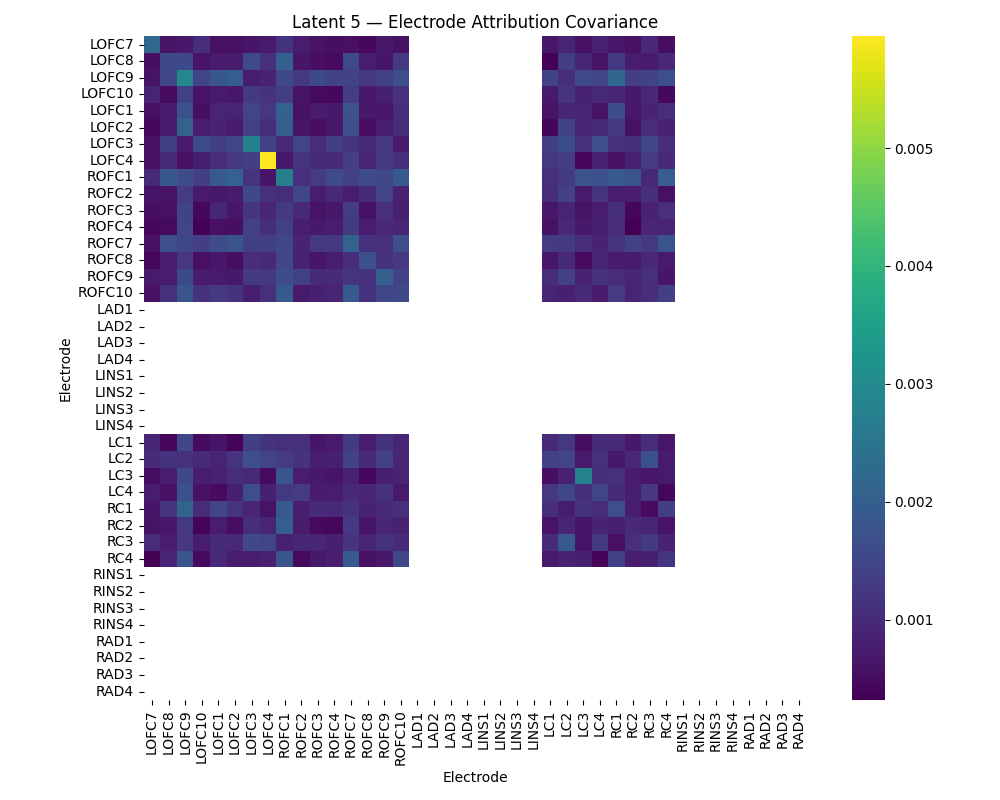 Latent 5 — Electrode Attribution Covariance
Electrode
LOFC7
LOFC8
LOFC9
LOFC10
LOFC1
LOFC2
LOFC3
LOFC4
ROFC1
ROFC2
ROFC3
ROFC4
ROFC7
ROFC8
ROFC9
ROFC10
LAD1
LAD2
LAD3
LAD4
LINS1
LINS2
LINS3
LINS4
LC1
LC2
LC3
LC4
RC1
RC2
RC3
RC4
RINS1
RINS2
RINS3
RINS4
RAD1
RAD2
RAD3
RAD4
LOFC7
LOFC8
LOFC9
LOFC10
LOFC1
LOFC2
LOFC3
LOFC4
ROFC1
ROFC2
ROFC3
ROFC4
ROFC7
ROFC8
ROFC9
ROFC10
LAD1
LAD2
LAD3
LAD4
LINS1
LINS2
LINS3
LINS4
LC1
LC2
LC3
LC4
RC1
RC2
RC3
RC4
RINS1
RINS2
RINS3
RINS4
RAD1
RAD2
RAD3
RAD4
Electrode
0.005
0.004
0.003
0.002
0.001